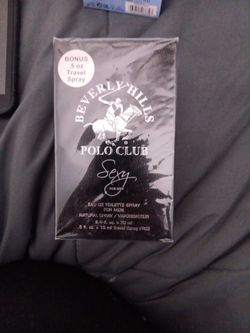 BONUS
.5 oz
Travel
Spray
BEVERLY HILLS
POLO CLUB
Sexy
FOR MEN
EAU DE TOILETTE SPRAY
FOR MEN
NATURAL SPRAY / VAPORISATEUR